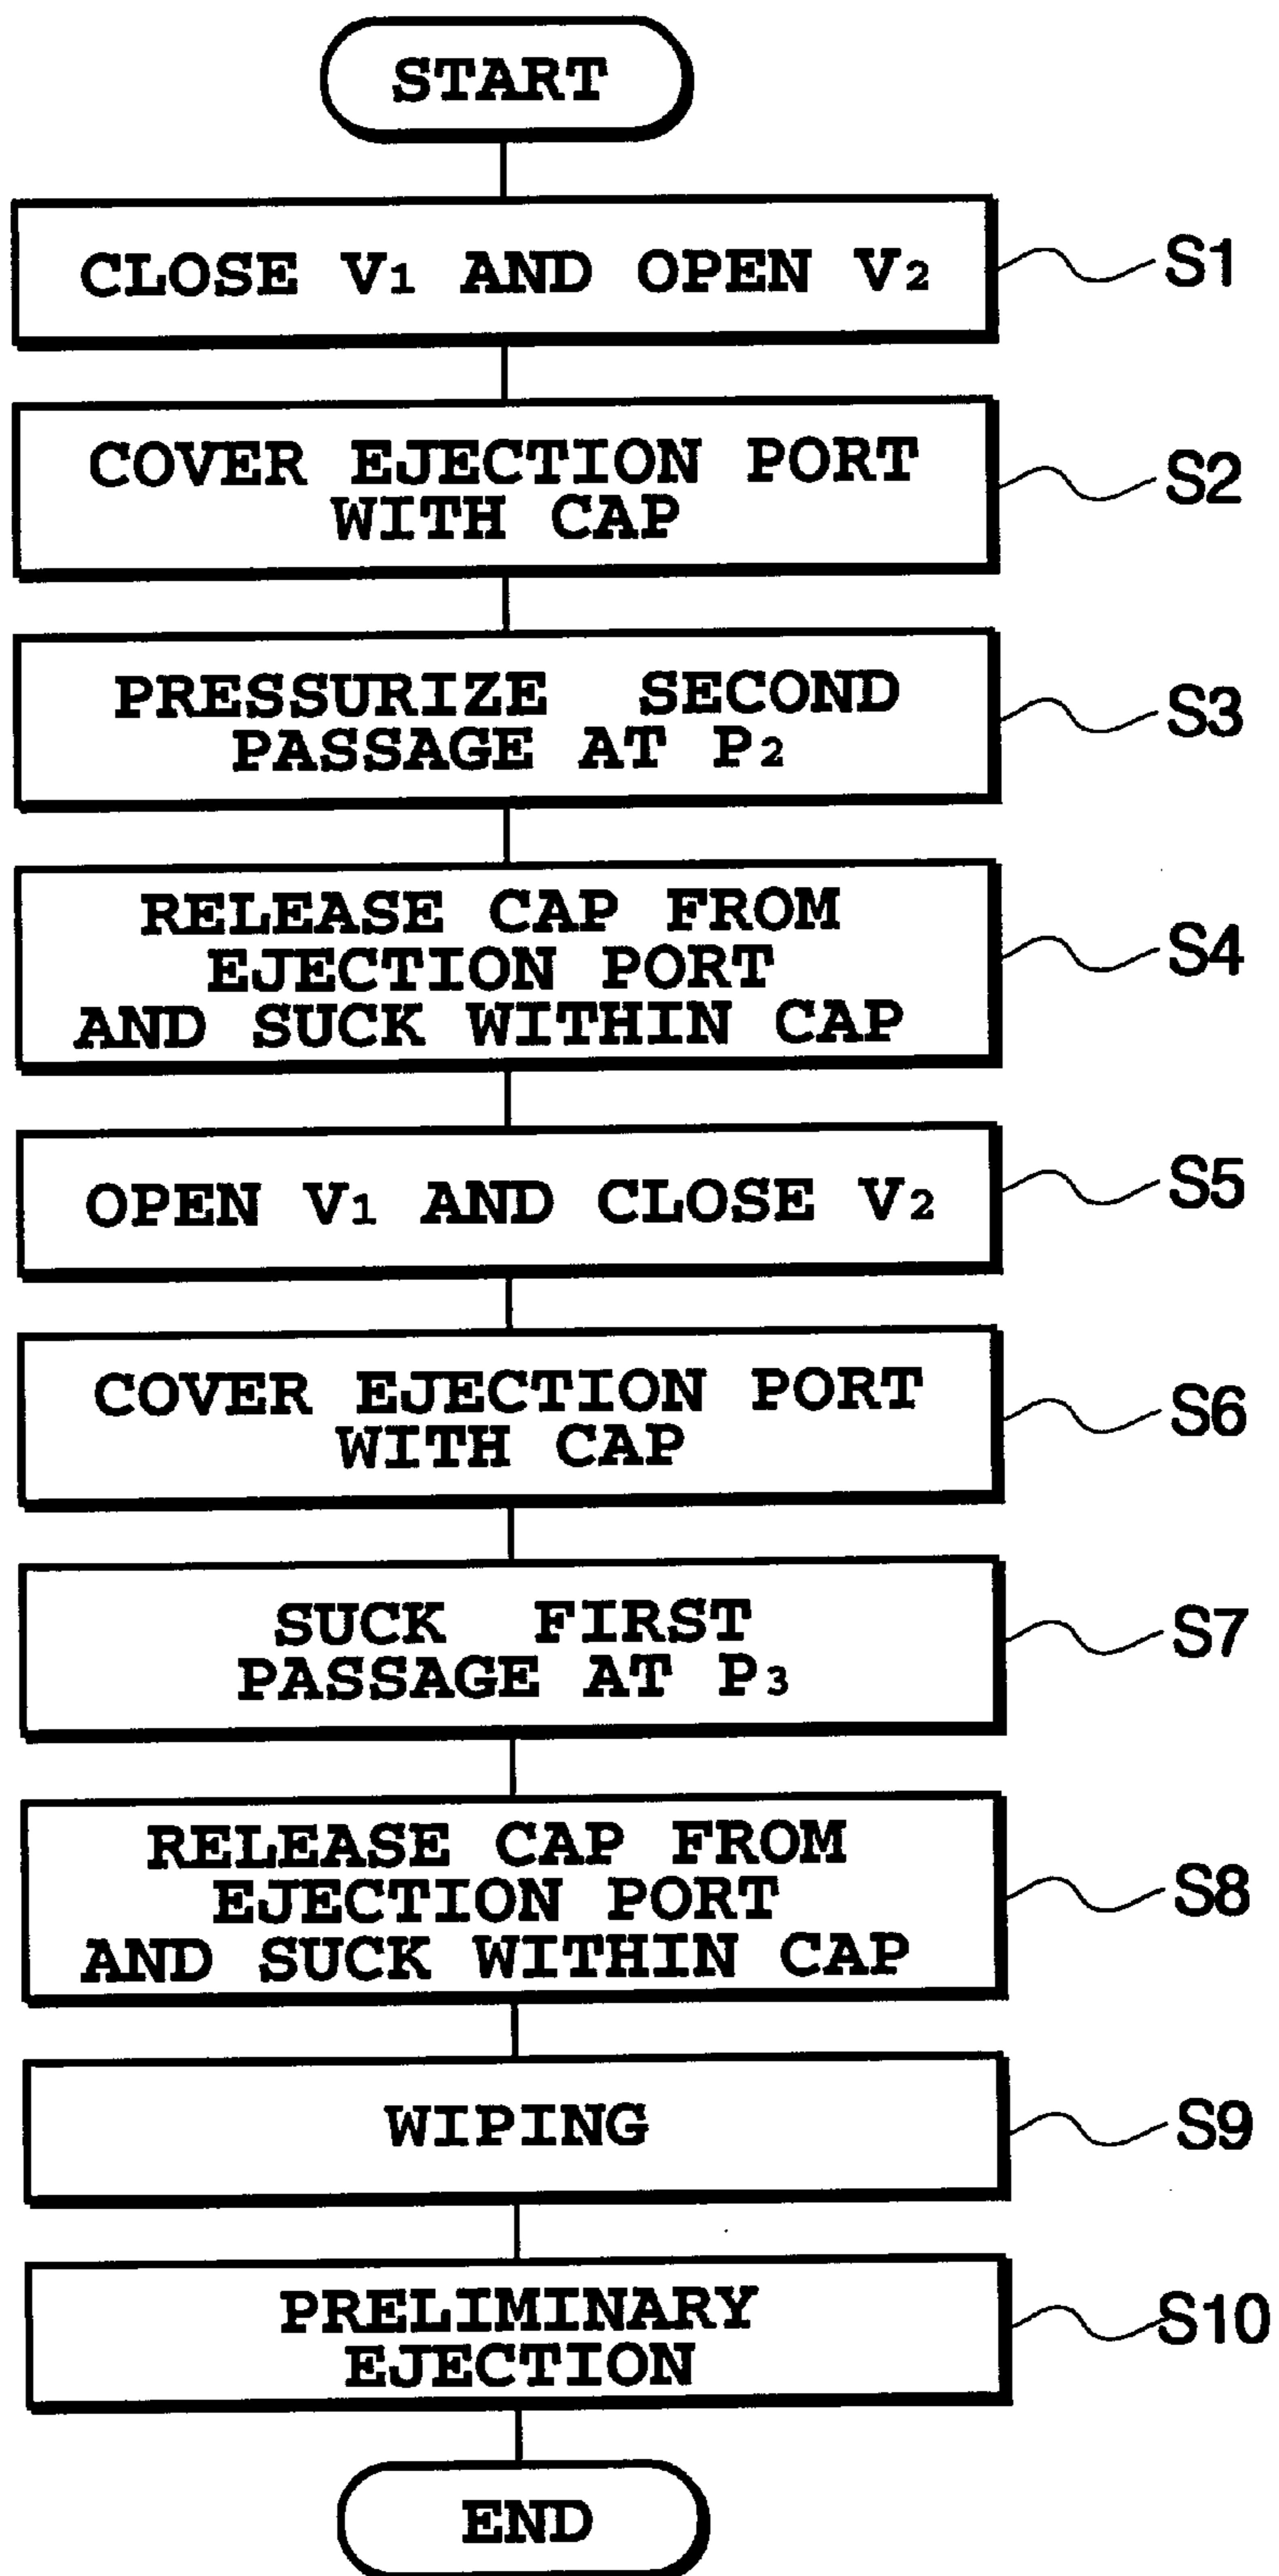 START
CLOSE V1 AND OPEN V2
S1
COVER EJECTION PORT
WITH CAP
S2
PRESSURIZE SECOND
PASSAGE AT P2
S3
RELEASE CAP FROM
EJECTION PORT
AND SUCK WITHIN CAP
S4
OPEN V1 AND CLOSE V2
S5
COVER EJECTION PORT
WITH CAP
S6
SUCK FIRST
PASSAGE AT P3
S7
RELEASE CAP FROM
EJECTION PORT
AND SUCK WITHIN CAP
S8
WIPING
S9
PRELIMINARY
EJECTION
S10
END